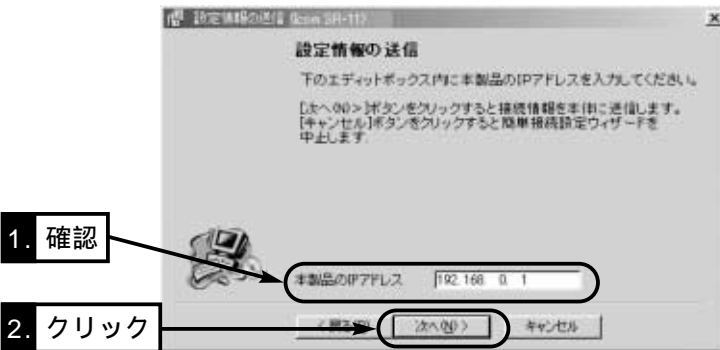 設定情報の送信 (Icom SR-11)
設定情報の送信
下のエディットボックス内に本製品のIPアドレスを入力してください。
[次へ(N)>]ボタンをクリックすると接続情報を本体に送信します。
[キャンセル]ボタンをクリックすると簡単接続設定ウィザードを
中止します.
1. 確認
本製品のIPアドレス 192.168. 0. 1
2. クリック
< 戻る(B) 次へ(N) > キャンセル